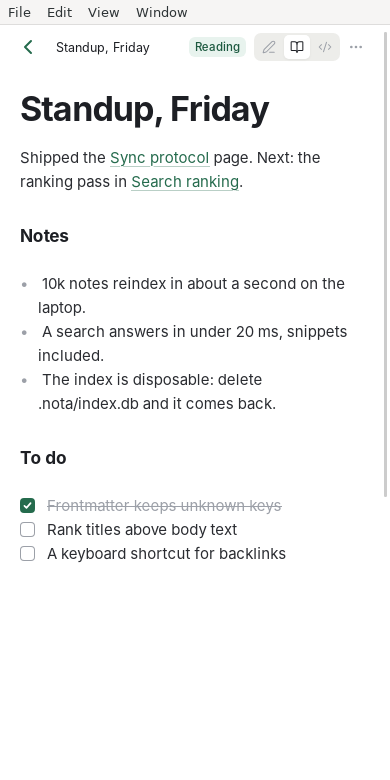 File Edit View Window
Standup, Friday Reading
Standup, Friday
Shipped the Sync protocol page. Next: the
ranking pass in Search ranking.
Notes
10k notes reindex in about a second on the
laptop.
A search answers in under 20 ms, snippets
included.
The index is disposable: delete
.nota/index.db and it comes back.
To do
Frontmatter keeps unknown keys
Rank titles above body text
A keyboard shortcut for backlinks